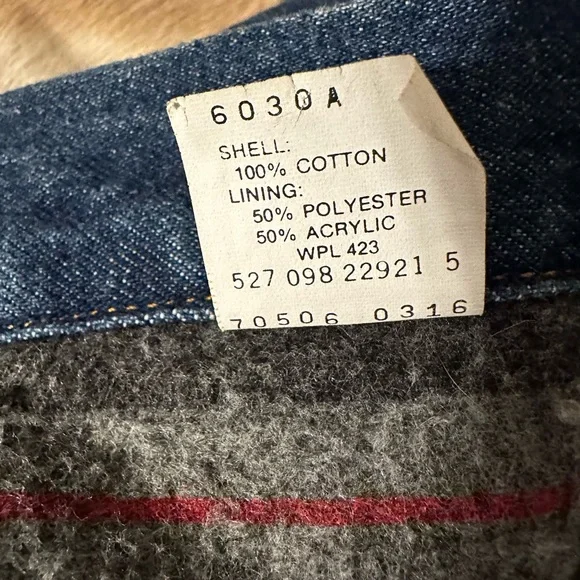 6030A
SHELL:
100% COTTON
LINING:
50% POLYESTER
50% ACRYLIC
WPL 423
527 098 22921 5
70506 0316